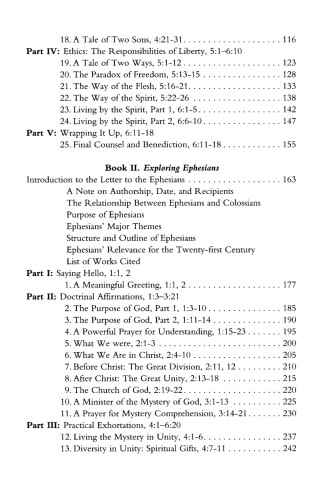 18. A Tale of Two Sons, 4:21-31. . . . . . . . . . . . . . . . . . . . 116
Part IV: Ethics: The Responsibilities of Liberty, 5:1–6:10
19. A Tale of Two Ways, 5:1-12 . . . . . . . . . . . . . . . . . . . . 123
20. The Paradox of Freedom, 5:13-15 . . . . . . . . . . . . . . . . 128
21. The Way of the Flesh, 5:16-21. . . . . . . . . . . . . . . . . . . 133
22. The Way of the Spirit, 5:22-26 . . . . . . . . . . . . . . . . . . 138
23. Living by the Spirit, Part 1, 6:1-5. . . . . . . . . . . . . . . . . 142
24. Living by the Spirit, Part 2, 6:6-10. . . . . . . . . . . . . . . . 147
Part V: Wrapping It Up, 6:11-18
25. Final Counsel and Benediction, 6:11-18 . . . . . . . . . . . . 155
Book II. Exploring Ephesians
Introduction to the Letter to the Ephesians . . . . . . . . . . . . . . . . . . . 163
A Note on Authorship, Date, and Recipients
The Relationship Between Ephesians and Colossians
Purpose of Ephesians
Ephesians' Major Themes
Structure and Outline of Ephesians
Ephesians' Relevance for the Twenty-first Century
List of Works Cited
Part I: Saying Hello, 1:1, 2
1. A Meaningful Greeting, 1:1, 2 . . . . . . . . . . . . . . . . . . . 177
Part II: Doctrinal Affirmations, 1:3–3:21
2. The Purpose of God, Part 1, 1:3-10 . . . . . . . . . . . . . . . 185
3. The Purpose of God, Part 2, 1:11-14 . . . . . . . . . . . . . . 190
4. A Powerful Prayer for Understanding, 1:15-23 . . . . . . . 195
5. What We were, 2:1-3 . . . . . . . . . . . . . . . . . . . . . . . . . 200
6. What We Are in Christ, 2:4-10 . . . . . . . . . . . . . . . . . . 205
7. Before Christ: The Great Division, 2:11, 12 . . . . . . . . . 210
8. After Christ: The Great Unity, 2:13-18 . . . . . . . . . . . . 215
9. The Church of God, 2:19-22. . . . . . . . . . . . . . . . . . . . 220
10. A Minister of the Mystery of God, 3:1-13 . . . . . . . . . . 225
11. A Prayer for Mystery Comprehension, 3:14-21. . . . . . . 230
Part III: Practical Exhortations, 4:1–6:20
12. Living the Mystery in Unity, 4:1-6. . . . . . . . . . . . . . . . 237
13. Diversity in Unity: Spiritual Gifts, 4:7-11 . . . . . . . . . . . 242